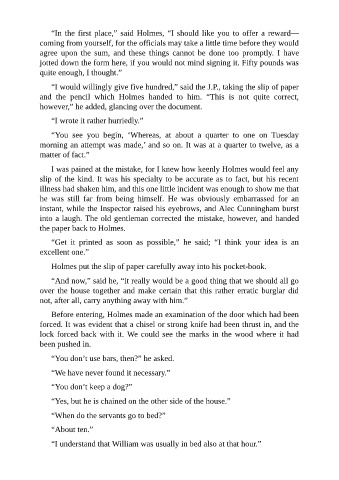 “In the first place,” said Holmes, “I should like you to offer a reward—
coming from yourself, for the officials may take a little time before they would
agree upon the sum, and these things cannot be done too promptly. I have
jotted down the form here, if you would not mind signing it. Fifty pounds was
quite enough, I thought.”
“I would willingly give five hundred,” said the J.P., taking the slip of paper
and the pencil which Holmes handed to him. “This is not quite correct,
however,” he added, glancing over the document.
“I wrote it rather hurriedly.”
“You see you begin, ‘Whereas, at about a quarter to one on Tuesday
morning an attempt was made,’ and so on. It was at a quarter to twelve, as a
matter of fact.”
I was pained at the mistake, for I knew how keenly Holmes would feel any
slip of the kind. It was his specialty to be accurate as to fact, but his recent
illness had shaken him, and this one little incident was enough to show me that
he was still far from being himself. He was obviously embarrassed for an
instant, while the Inspector raised his eyebrows, and Alec Cunningham burst
into a laugh. The old gentleman corrected the mistake, however, and handed
the paper back to Holmes.
“Get it printed as soon as possible,” he said; “I think your idea is an
excellent one.”
Holmes put the slip of paper carefully away into his pocket-book.
“And now,” said he, “it really would be a good thing that we should all go
over the house together and make certain that this rather erratic burglar did
not, after all, carry anything away with him.”
Before entering, Holmes made an examination of the door which had been
forced. It was evident that a chisel or strong knife had been thrust in, and the
lock forced back with it. We could see the marks in the wood where it had
been pushed in.
“You don’t use bars, then?” he asked.
“We have never found it necessary.”
“You don’t keep a dog?”
“Yes, but he is chained on the other side of the house.”
“When do the servants go to bed?”
“About ten.”
“I understand that William was usually in bed also at that hour.”